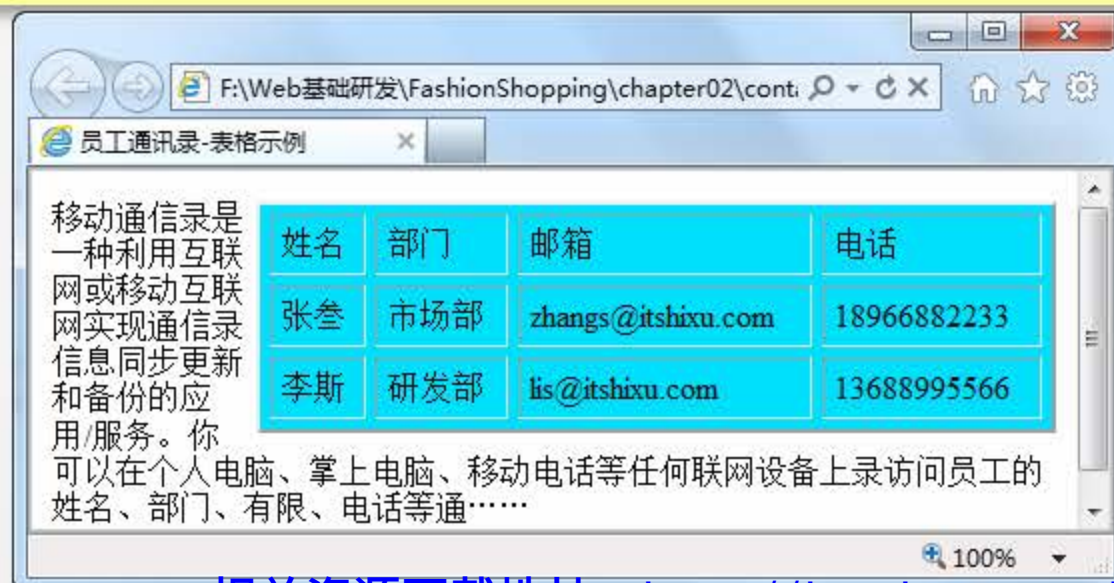 F:\Web基础研发\FashionShopping\chapter02\cont
员工通讯录-表格示例
移动通信录是
一种利用互联
网或移动互联
网实现通信录
信息同步更新
和备份的应
用/服务。你
可以在个人电脑、掌上电脑、移动电话等任何联网设备上录访问员工的
姓名、部门、有限、电话等通……
姓名 部门 邮箱 电话
张叁 市场部 zhangs@itshixu.com 18966882233
李斯 研发部 lis@itshixu.com 13688995566
100%